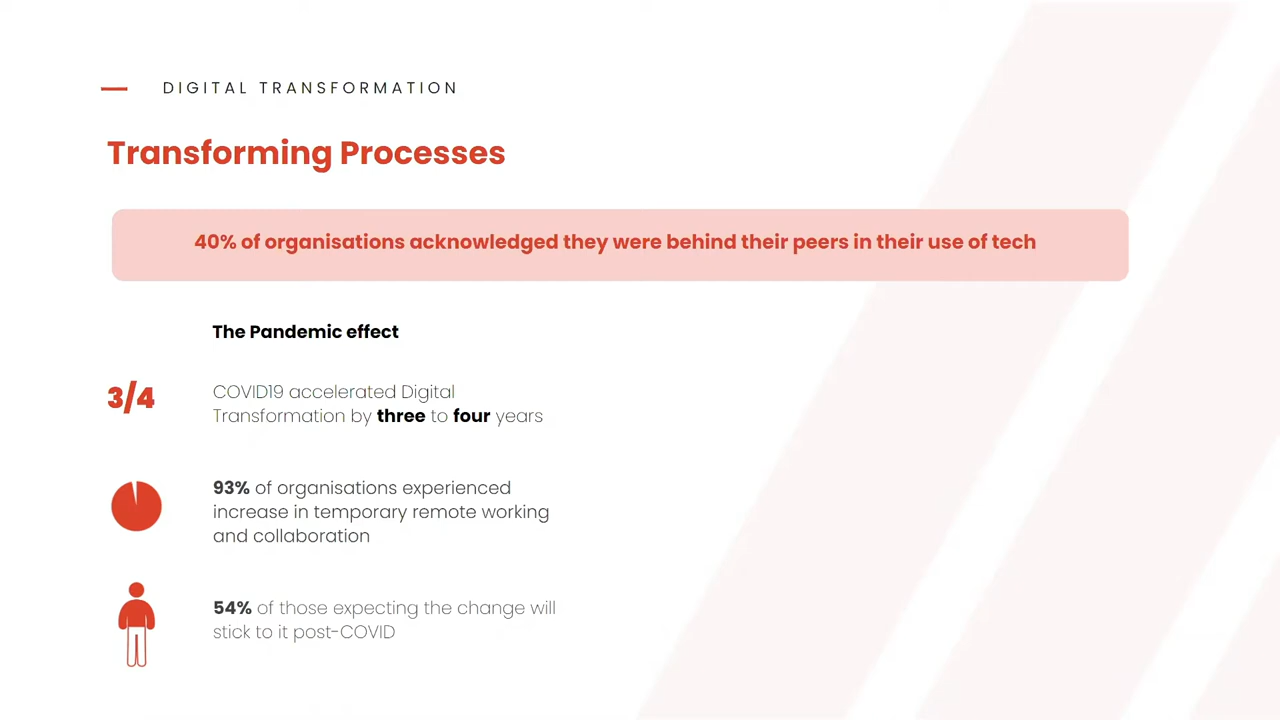 DIGITAL TRANSFORMATION
Transforming Processes
40% of organisations acknowledged they were behind their peers in their use of tech
The Pandemic effect
3/4
COVID19 accelerated Digital
Transformation by three to four years
93% of organisations experienced
increase in temporary remote working
and collaboration
54% of those expecting the change will
stick to it post-COVID